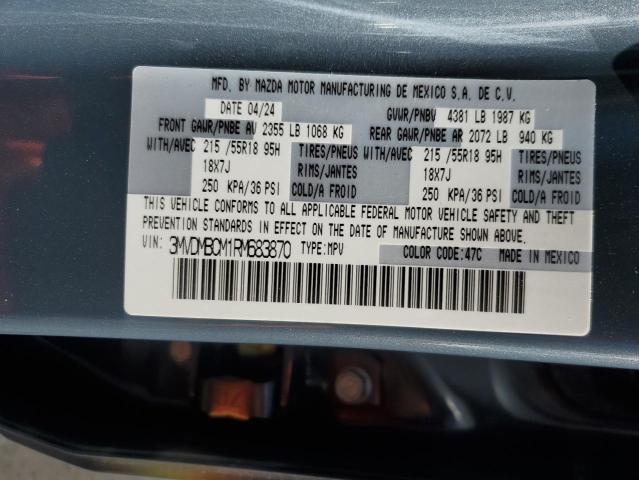 MFD. BY MAZDA MOTOR MANUFACTURING DE MEXICO S.A. DE C.V.
DATE 04/24 GVWR/PNBV 4381 LB 1987 KG
FRONT GAWR/PNBE AV 2355 LB 1068 KG REAR GAWR/PNBE AR 2072 LB 940 KG
WITH/AVEC 215 /55R18 95H TIRES/PNEUS WITH/AVEC 215 /55R18 95H TIRES/PNEUS
18X7J RIMS/JANTES 18X7J RIMS/JANTES
250 KPA/36 PSI COLD/A FROID 250 KPA/36 PSI COLD/A FROID
THIS VEHICLE CONFORMS TO ALL APPLICABLE FEDERAL MOTOR VEHICLE SAFETY AND THEFT
PREVENTION STANDARDS IN EFFECT ON THE DATE OF MANUFACTURE SHOWN ABOVE.
VIN: 3MVDMBCM1RM683870 TYPE:MPV COLOR CODE:47C MADE IN MEXICO